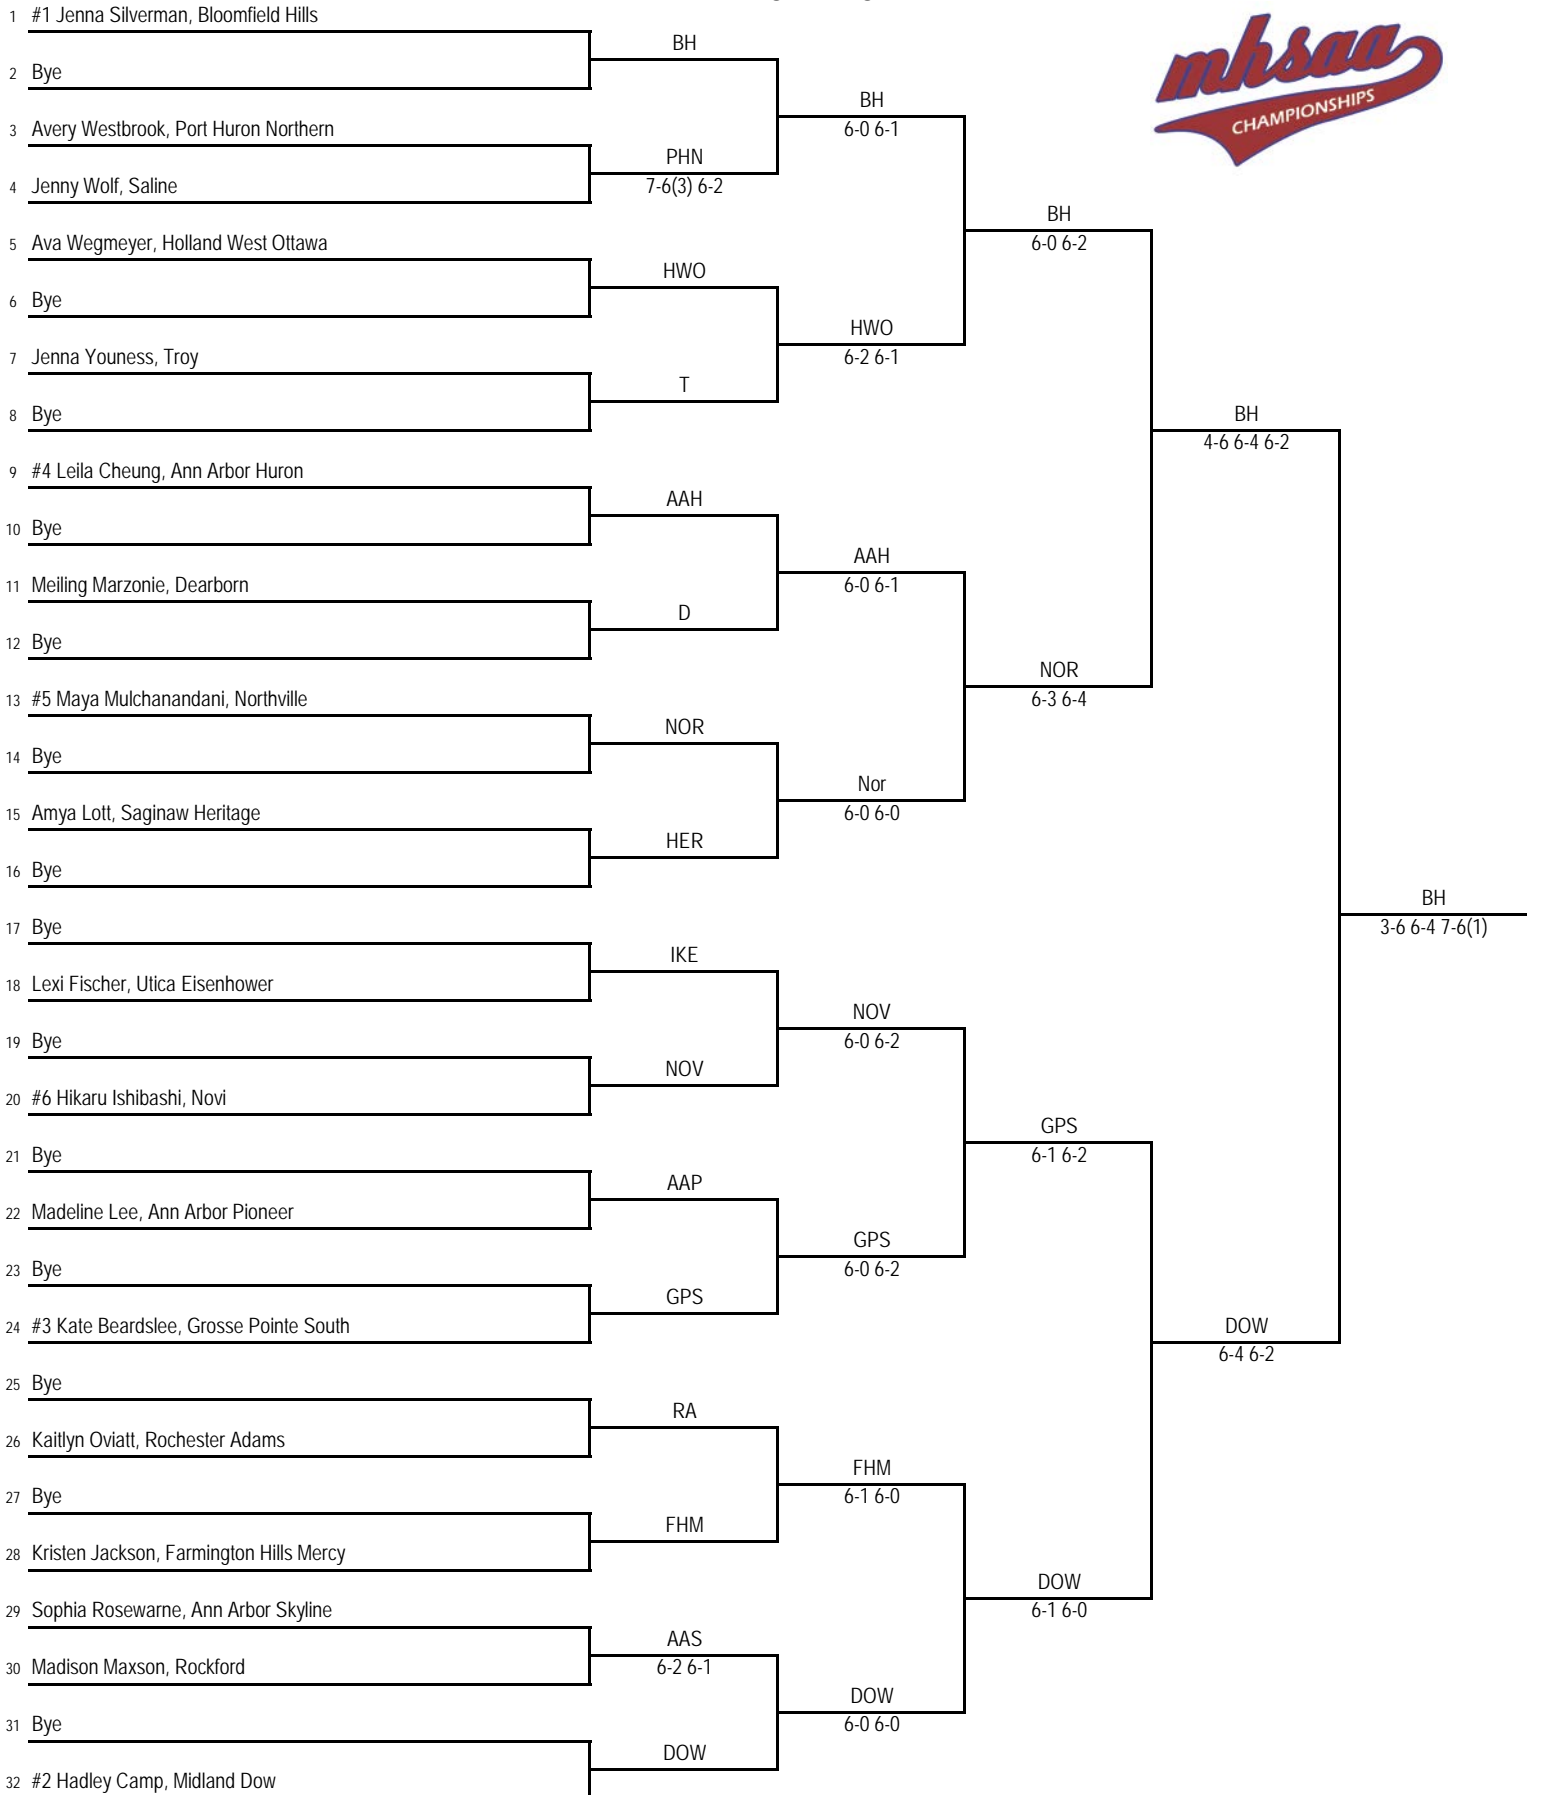 1 #1 Jenna Silverman, Bloomfield Hills
BH
2 Bye
BH
6-0 6-1
3 Avery Westbrook, Port Huron Northern
PHN
7-6(3) 6-2
4 Jenny Wolf, Saline
BH
6-0 6-2
5 Ava Wegmeyer, Holland West Ottawa
HWO
6 Bye
HWO
6-2 6-1
7 Jenna Youness, Troy
T
8 Bye
BH
4-6 6-4 6-2
9 #4 Leila Cheung, Ann Arbor Huron
AAH
10 Bye
AAH
6-0 6-1
11 Meiling Marzonie, Dearborn
D
12 Bye
NOR
6-3 6-4
13 #5 Maya Mulchanandani, Northville
NOR
14 Bye
Nor
6-0 6-0
15 Amya Lott, Saginaw Heritage
HER
16 Bye
BH
3-6 6-4 7-6(1)
17 Bye
IKE
18 Lexi Fischer, Utica Eisenhower
NOV
6-0 6-2
19 Bye
NOV
20 #6 Hikaru Ishibashi, Novi
GPS
6-1 6-2
21 Bye
AAP
22 Madeline Lee, Ann Arbor Pioneer
GPS
6-0 6-2
23 Bye
GPS
24 #3 Kate Beardslee, Grosse Pointe South
DOW
6-4 6-2
25 Bye
RA
26 Kaitlyn Oviatt, Rochester Adams
FHM
6-1 6-0
27 Bye
FHM
28 Kristen Jackson, Farmington Hills Mercy
DOW
6-1 6-0
29 Sophia Rosewarne, Ann Arbor Skyline
AAS
6-2 6-1
30 Madison Maxson, Rockford
DOW
6-0 6-0
31 Bye
DOW
32 #2 Hadley Camp, Midland Dow
mhsaa
CHAMPIONSHIPS